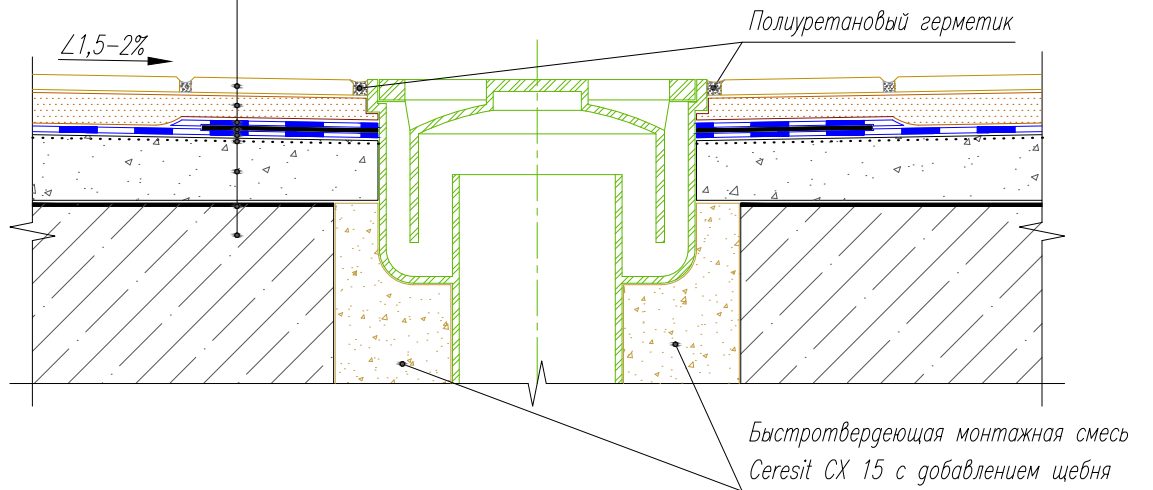 Полиуретановый герметик
∠1,5-2%
Быстротвердеющая монтажная смесь
Ceresit CX 15 с добавлением щебня